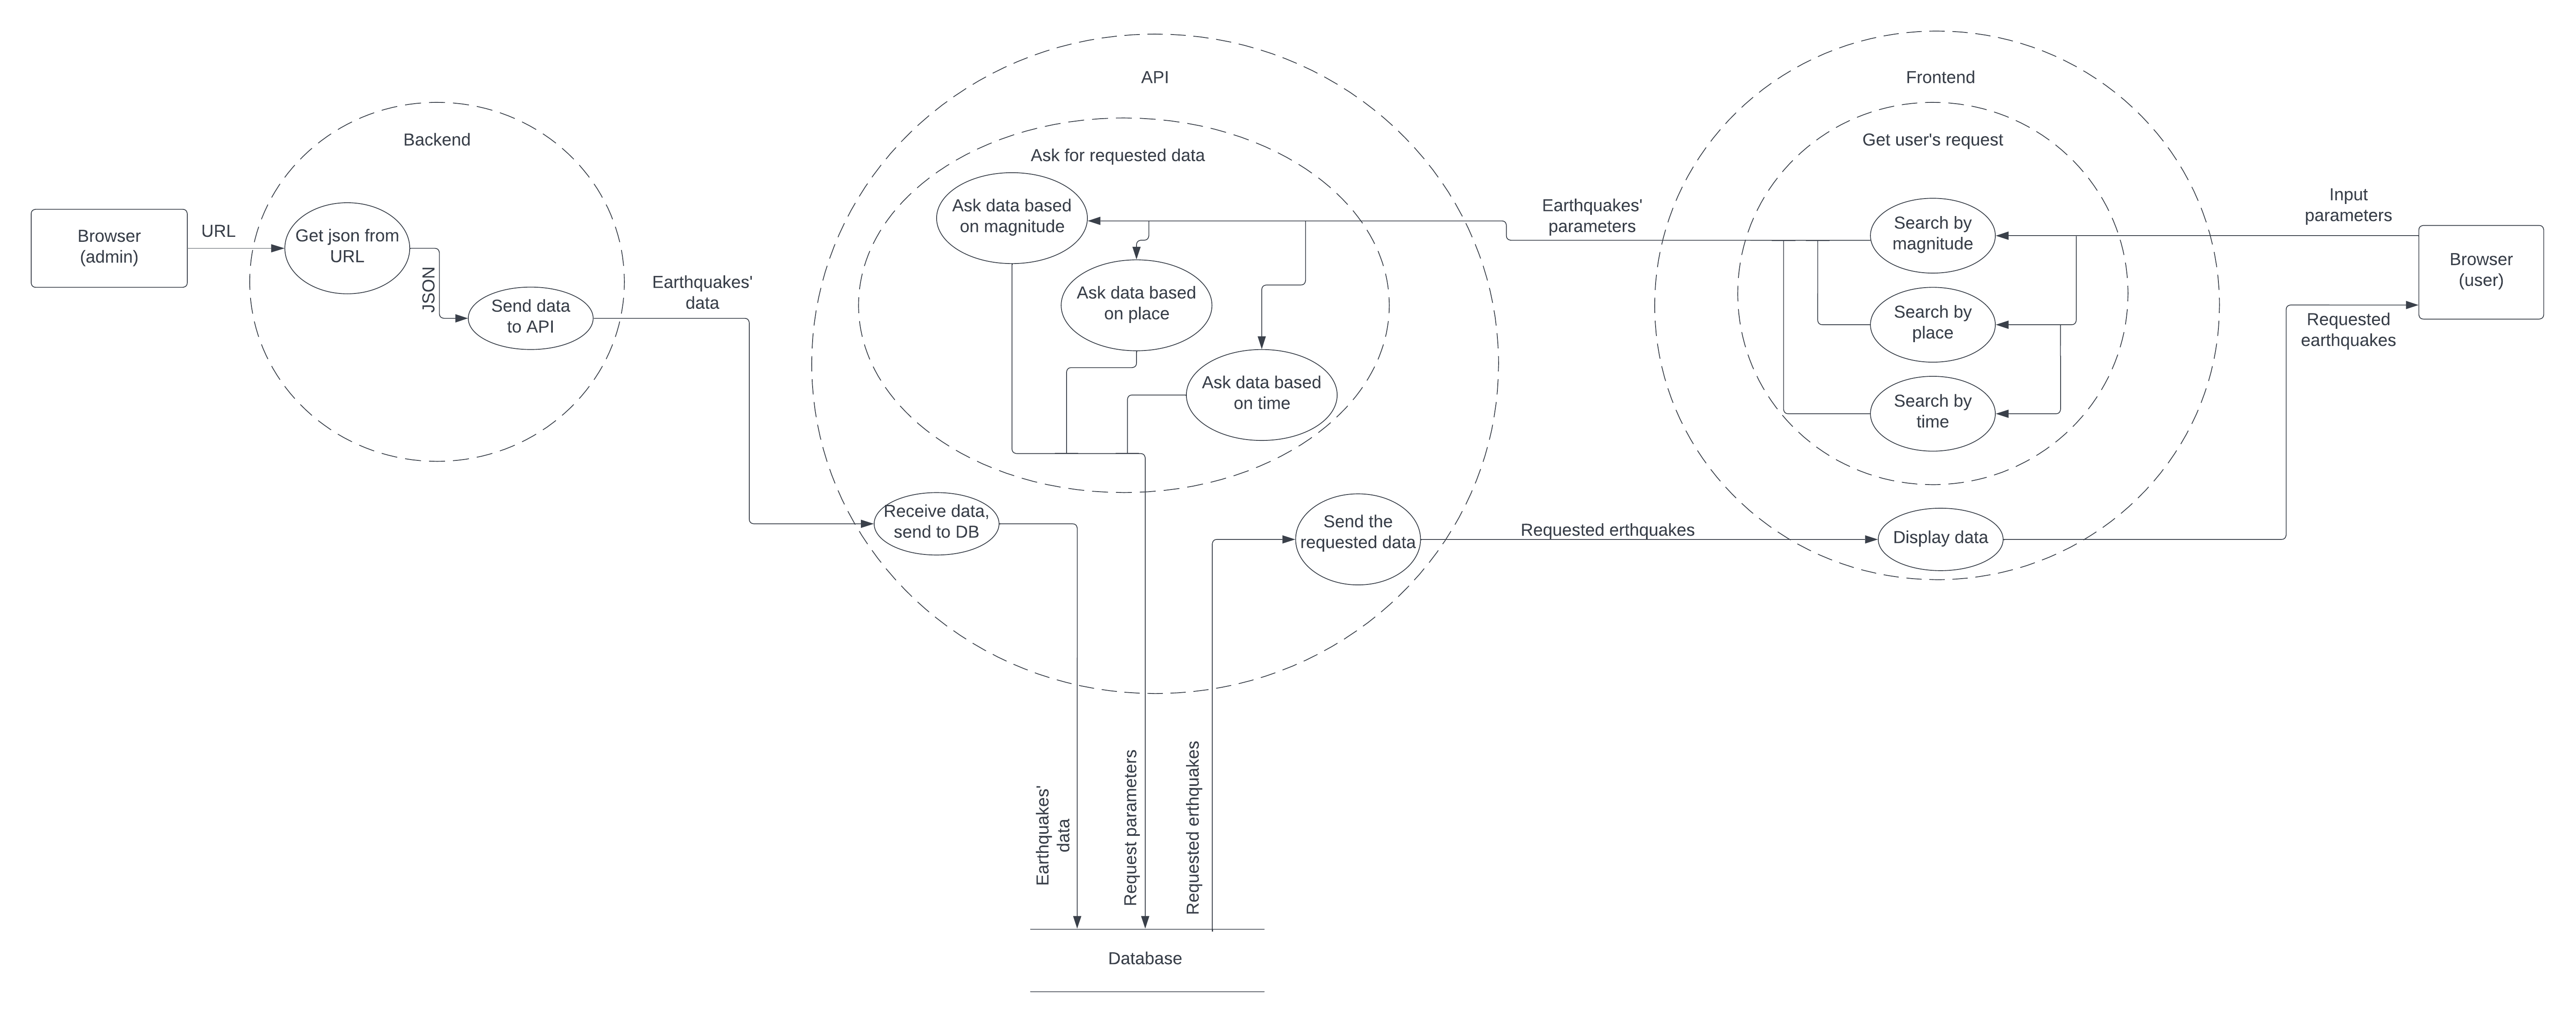 Browser
(admin)
URL
Backend
Get json from
URL
JSON
Send data
to API
Earthquakes'
data
API
Ask for requested data
Ask data based
on magnitude
Ask data based
on place
Ask data based
on time
Receive data,
send to DB
Send the
requested data
Earthquakes'
parameters
Requested erthquakes
Frontend
Get user's request
Search by
magnitude
Search by
place
Search by
time
Display data
Input
parameters
Browser
(user)
Requested
earthquakes
Earthquakes'
data
Request parameters
Requested erthquakes
Database